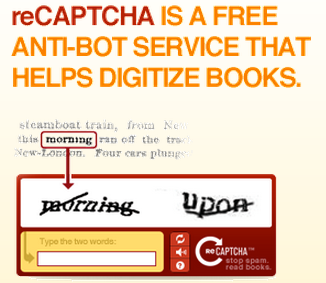 reCAPTCHA IS A FREE
ANTI-BOT SERVICE THAT
HELPS DIGITIZE BOOKS.
steamboat train, from New
this morning ran off the trac
New-London. Four cars plunge
morning upon
Type the two words:
reCAPTCHA™
stop spam.
read books.